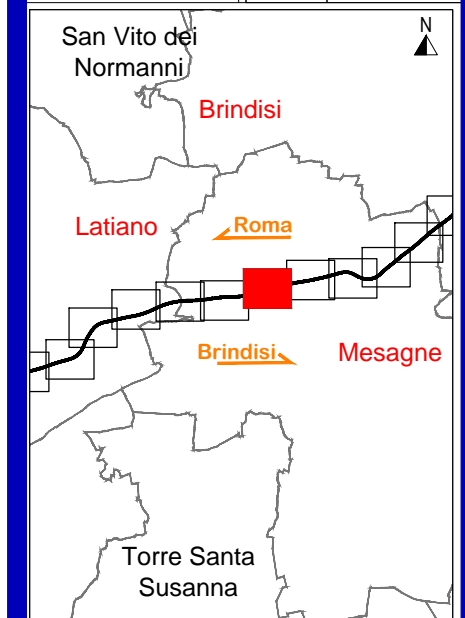 San Vito dei
Normanni
N
Brindisi
Latiano
Roma
Brindisi
Mesagne
Torre Santa
Susanna